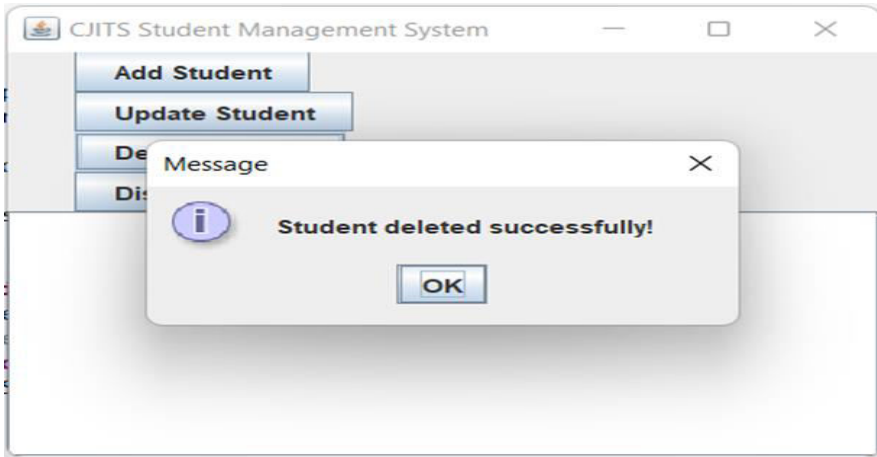 CJITS Student Management System
Add Student
Update Student
De
Message
Dis
Student deleted successfully!
OK